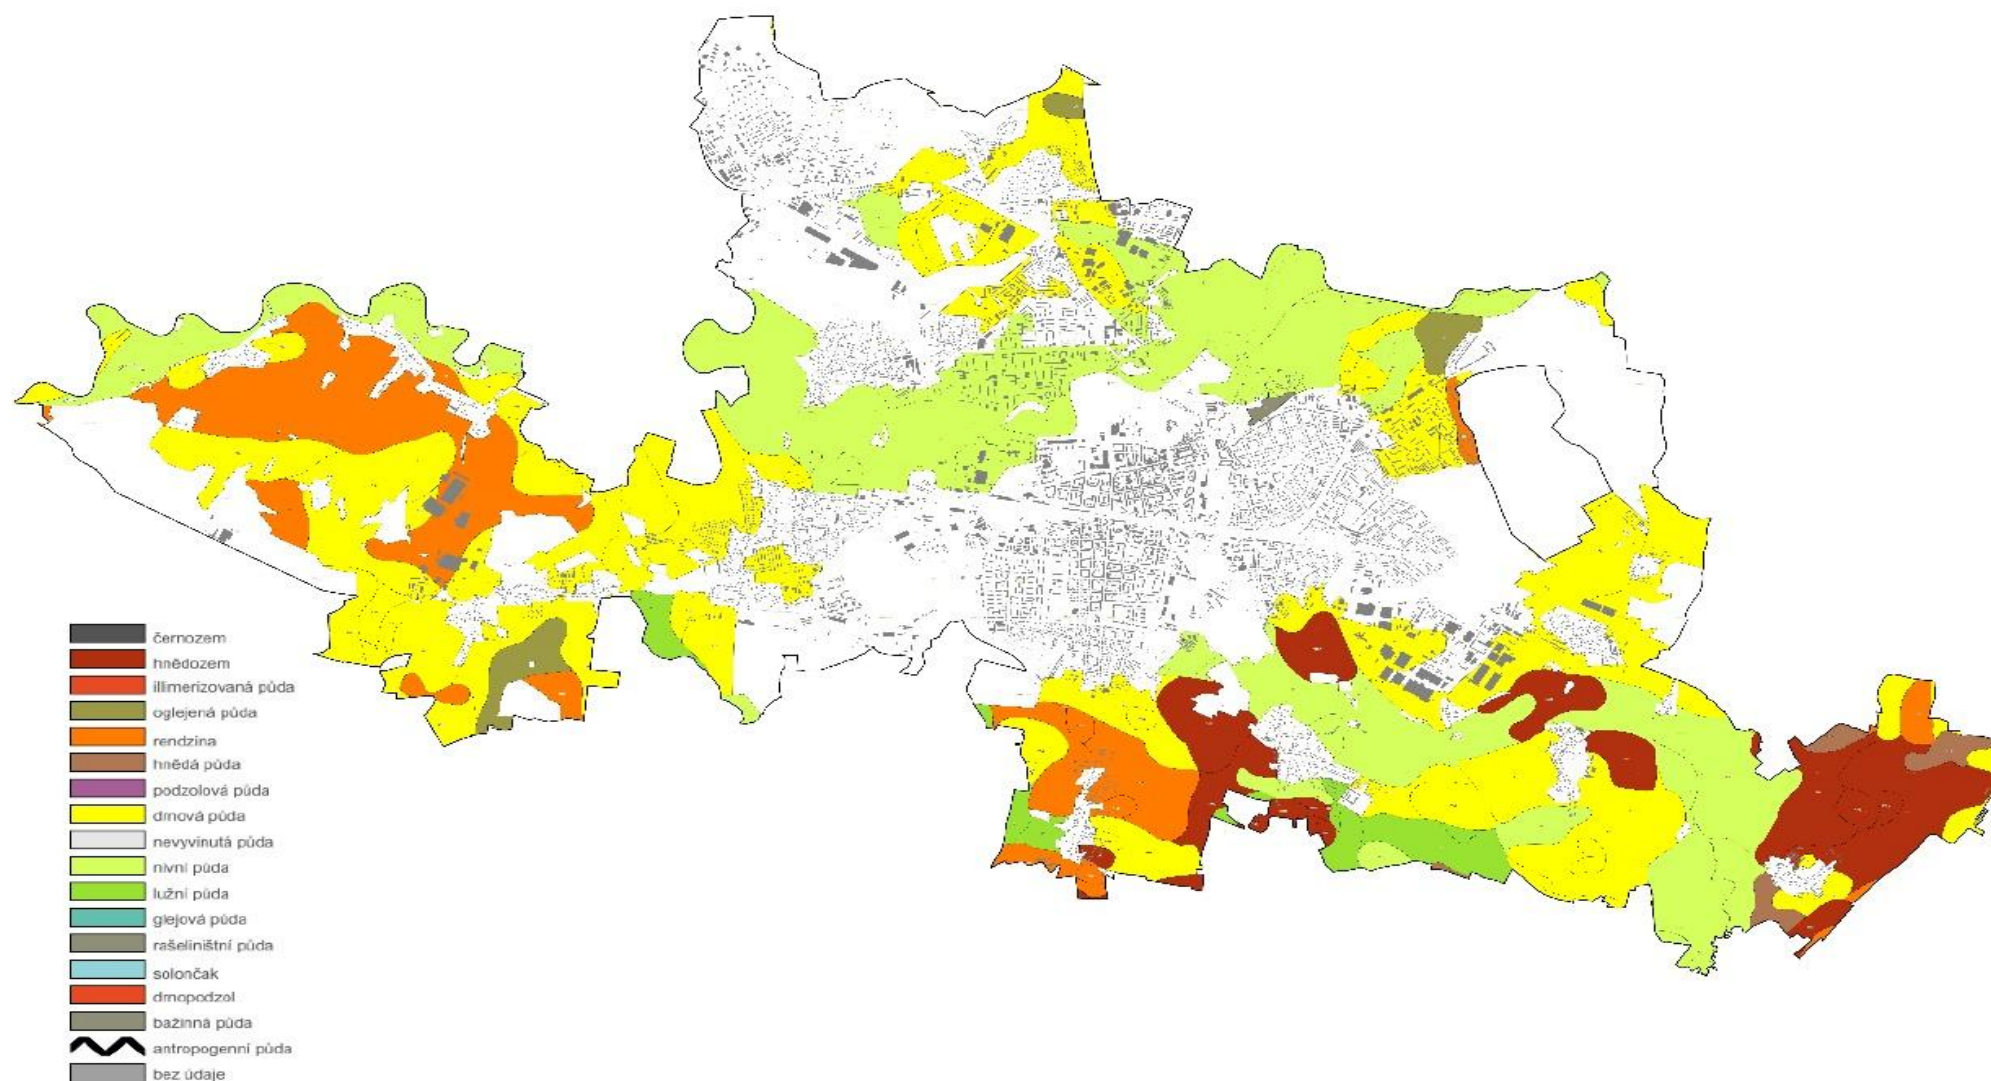 černozem
hnědozem
illimerizovaná půda
oglejená půda
rendzina
hnědá půda
podzolová půda
drnová půda
nevyvinutá půda
nivní půda
lužní půda
glejová půda
rašeliništní půda
solončak
drnopodzol
bažinná půda
antropogenní půda
bez údaje